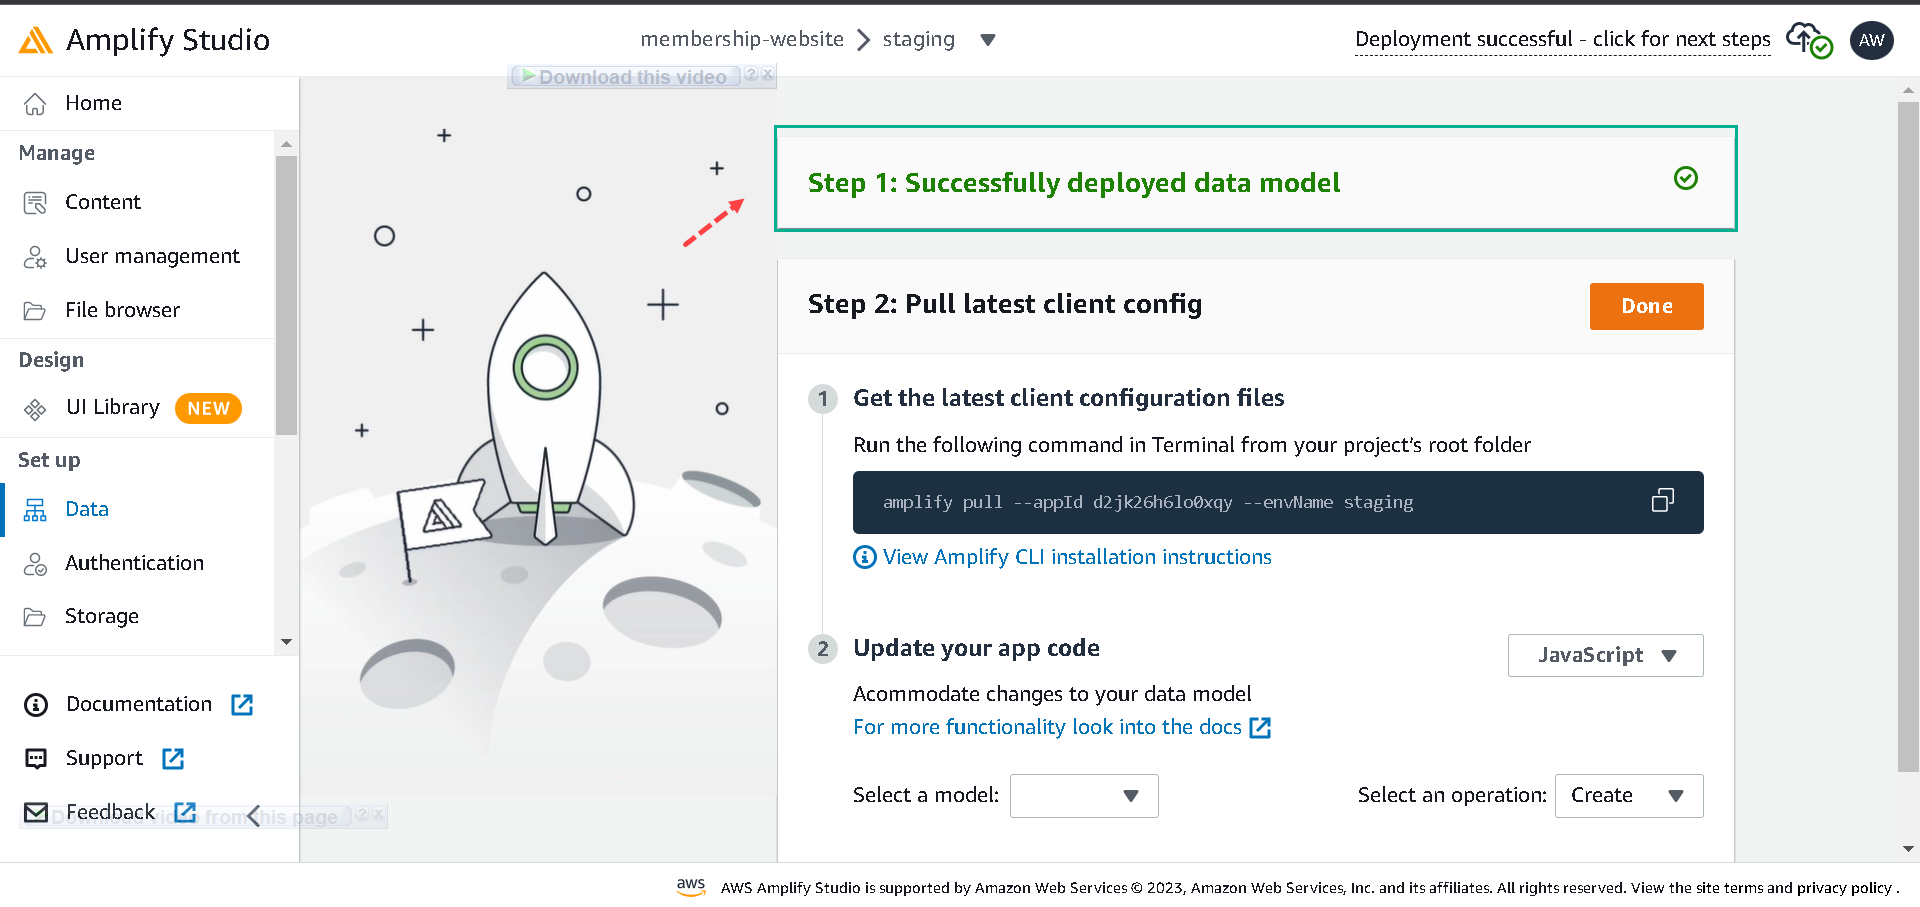 Amplify Studio
membership-website
staging
Deployment successful - click for next steps
AW
Download this video
Home
Manage
Content
User management
File browser
Design
UI Library NEW
Set up
Data
Authentication
Storage
Documentation
Support
Feedback
Download video from this page
Step 1: Successfully deployed data model
Step 2: Pull latest client config
Done
1 Get the latest client configuration files
Run the following command in Terminal from your project’s root folder
amplify pull --appId d2jk26h6lo0xqy --envName staging
View Amplify CLI installation instructions
2 Update your app code
JavaScript
Acommodate changes to your data model
For more functionality look into the docs
Select a model:
Select an operation: Create
aws AWS Amplify Studio is supported by Amazon Web Services © 2023, Amazon Web Services, Inc. and its affiliates. All rights reserved. View the site terms and privacy policy .